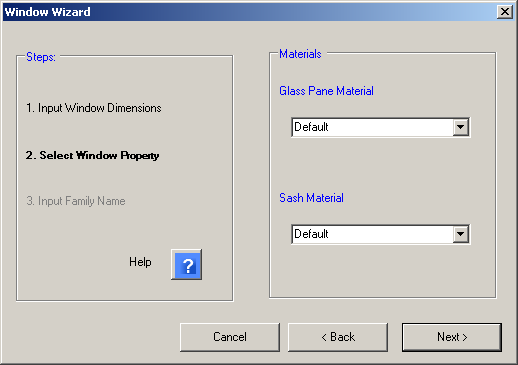 Window Wizard
Steps:
1. Input Window Dimensions
2. Select Window Property
3. Input Family Name
Help
?
Materials
Glass Pane Material
Default
Sash Material
Default
Cancel
< Back
Next >